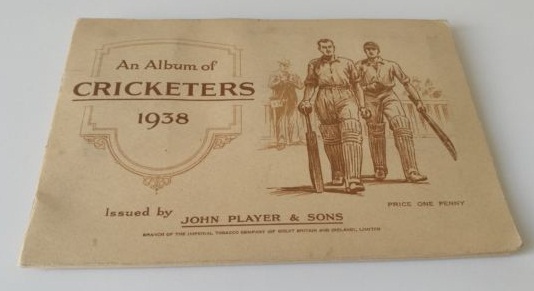 An Album of
CRICKETERS
1938
Issued by JOHN PLAYER & SONS
BRANCH OF THE IMPERIAL TOBACCO COMPANY (OF GREAT BRITAIN AND IRELAND), LIMITED
PRICE ONE PENNY